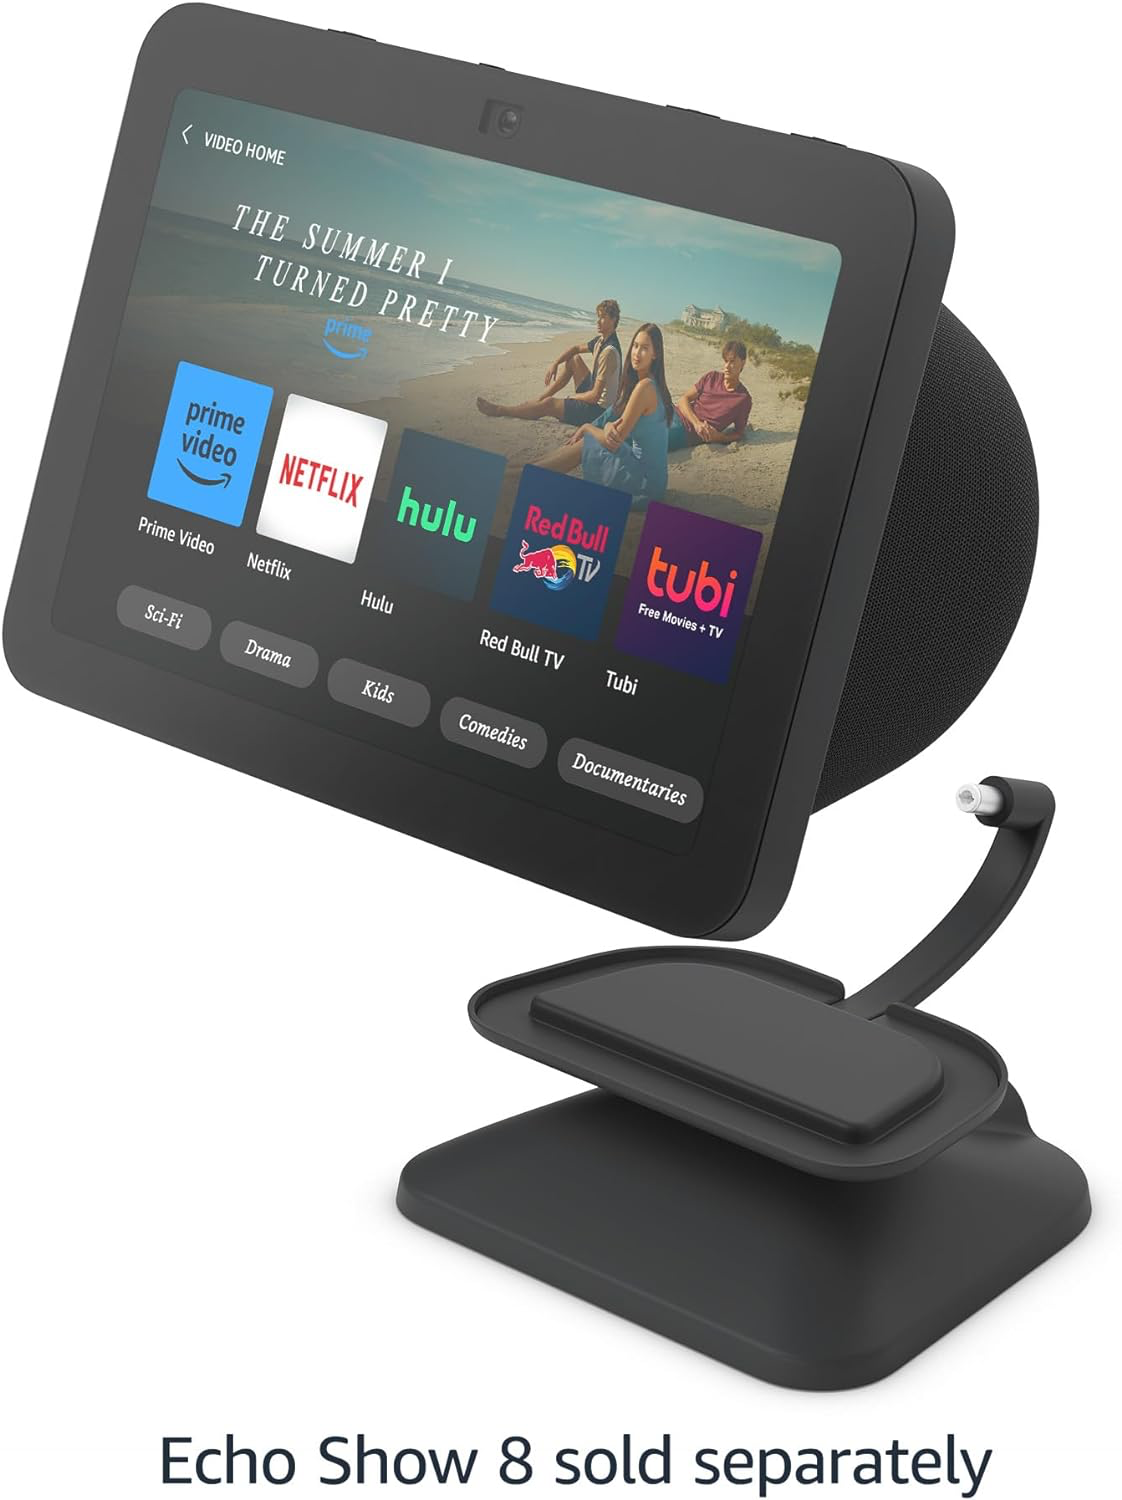 VIDEO HOME
THE SUMMER I
TURNED PRETTY
prime
prime
video
NETFLIX
hulu
Red Bull
TV
tubi
Free Movies + TV
Prime Video
Netflix
Hulu
Red Bull TV
Tubi
Sci-Fi
Drama
Kids
Comedies
Documentaries
Echo Show 8 sold separately